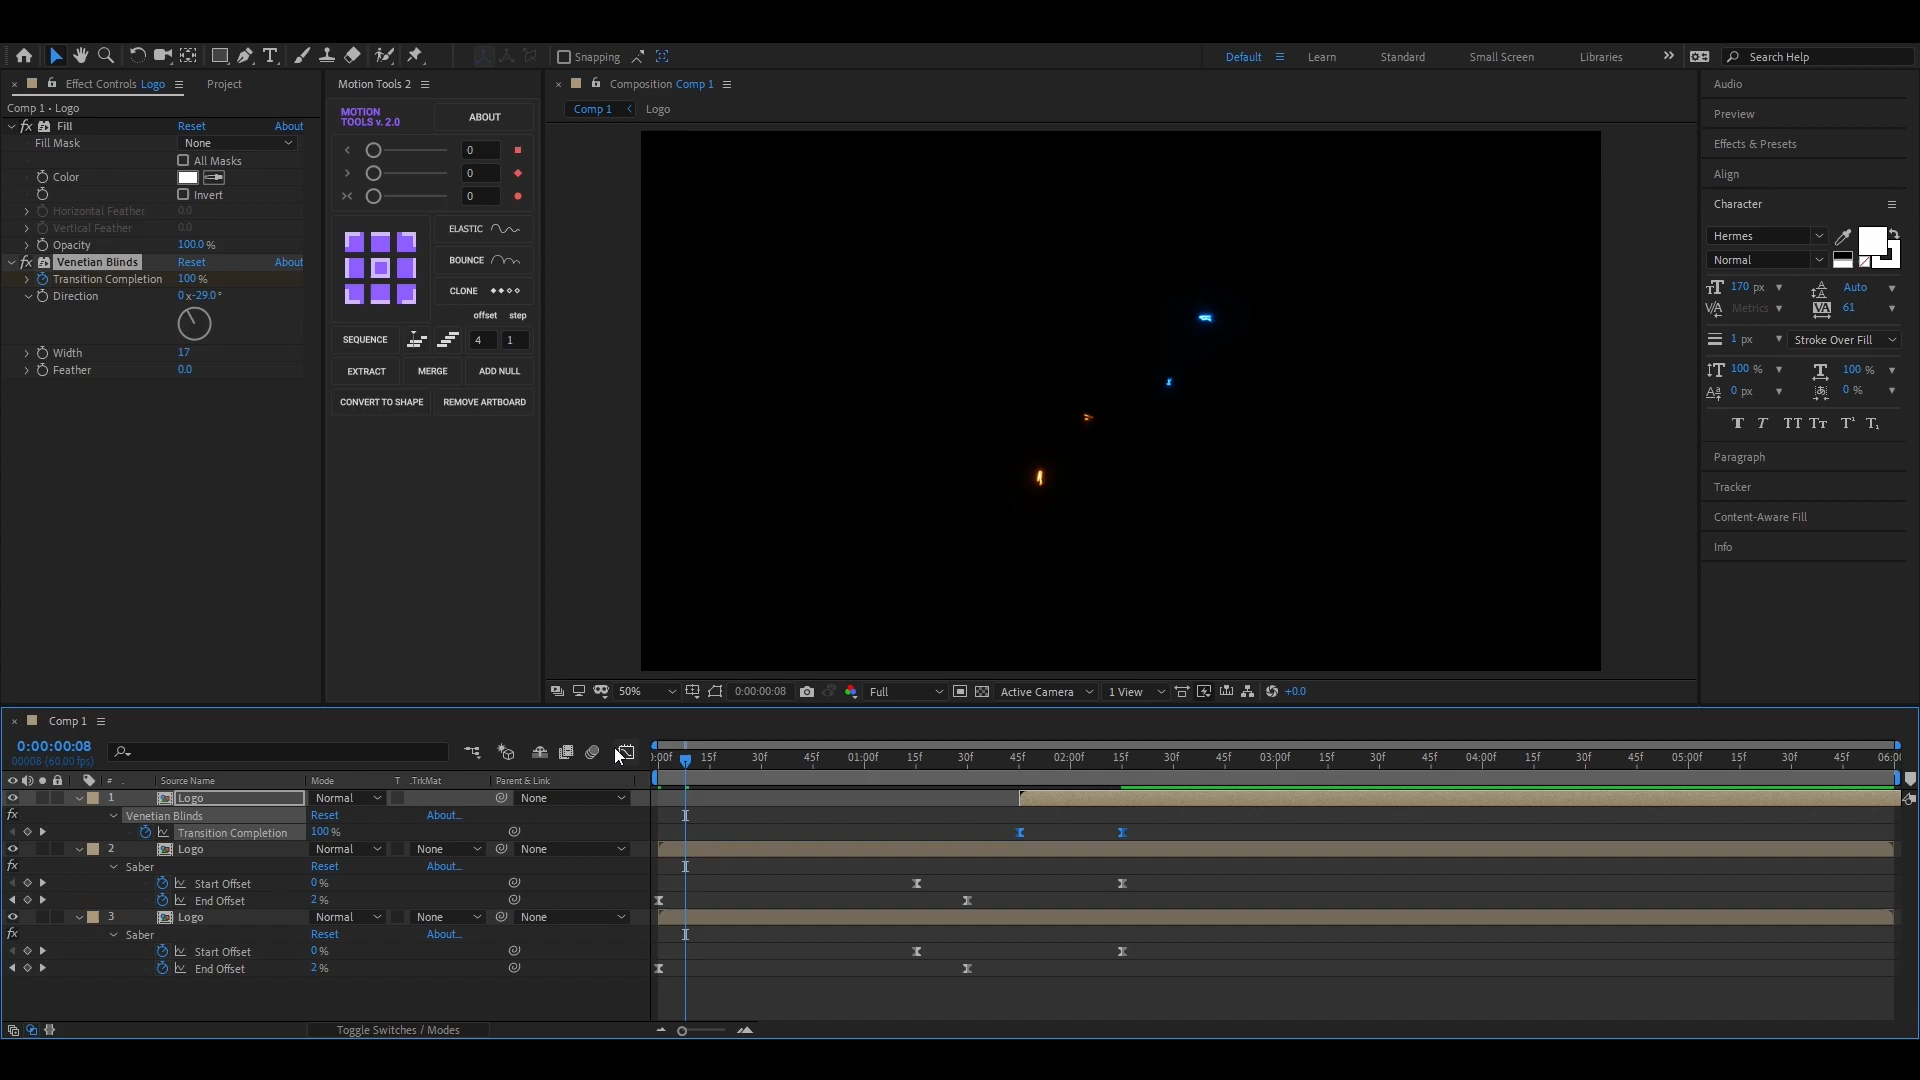 Snapping
Default
Learn
Standard
Small Screen
Libraries
Search Help
Effect Controls Logo
Project
Comp 1 • Logo
fx Fill Reset About
Fill Mask None
All Masks
Color
Invert
Horizontal Feather 0.0
Vertical Feather 0.0
Opacity 100.0 %
fx Venetian Blinds Reset About
Transition Completion 100 %
Direction 0 x-29.0 °
Width 17
Feather 0.0
Motion Tools 2
MOTION
TOOLS v. 2.0
ABOUT
0
0
0
ELASTIC
BOUNCE
CLONE
offset step
SEQUENCE 4 1
EXTRACT MERGE ADD NULL
CONVERT TO SHAPE REMOVE ARTBOARD
Composition Comp 1
Comp 1 Logo
50% 0:00:00:08 Full Active Camera 1 View +0.0
Audio
Preview
Effects & Presets
Align
Character
Hermes
Normal
170 px Auto
Metrics 61
1 px Stroke Over Fill
100 % 100 %
0 px 0 %
T T TT Tt T¹ T₁
Paragraph
Tracker
Content-Aware Fill
Info
Comp 1
0:00:00:08
00008 (60.00 fps)
):00f 15f 30f 45f 01:00f 15f 30f 45f 02:00f 15f 30f 45f 03:00f 15f 30f 45f 04:00f 15f 30f 45f 05:00f 15f 30f 45f 06:00
# . Source Name Mode T .TrkMat Parent & Link
1 Logo Normal None
fx Venetian Blinds Reset About...
Transition Completion 100 %
2 Logo Normal None None
fx Saber Reset About...
Start Offset 0 %
End Offset 2 %
3 Logo Normal None None
fx Saber Reset About...
Start Offset 0 %
End Offset 2 %
Toggle Switches / Modes